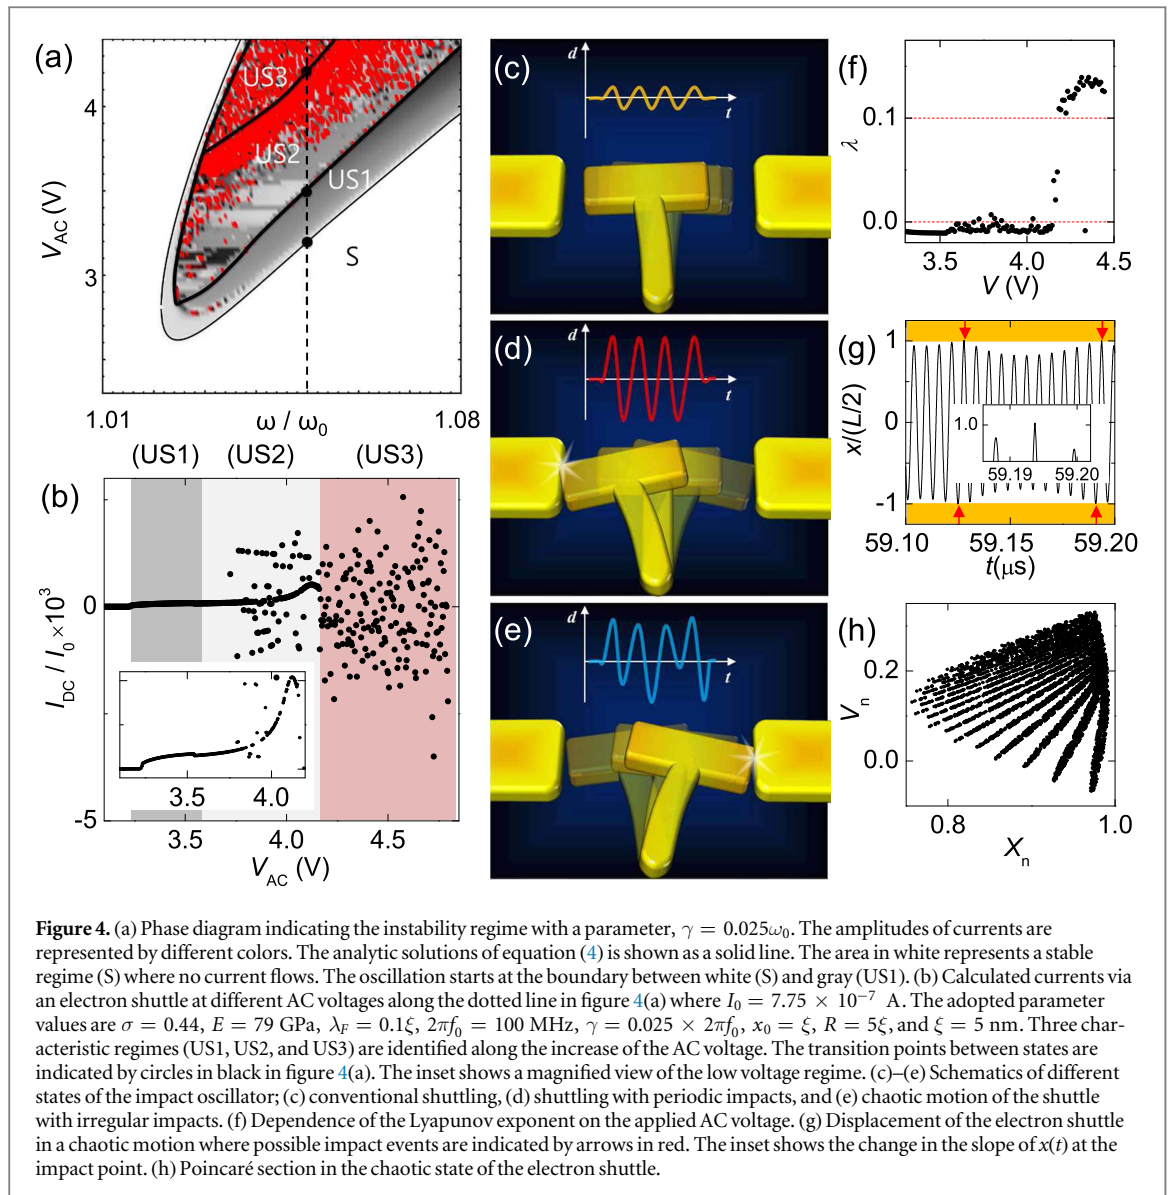 (a)
V_AC (V)
4
3
US3
US2
US1
S
1.01
ω / ω₀
1.08
(US1)
(US2)
(US3)
(b)
I_DC / I₀ ×10³
0
-5
3.5
4.0
3.5
4.0
4.5
V_AC (V)
(c)
d
t
(d)
d
t
(e)
d
t
(f)
λ
0.1
0.0
3.5
4.0
4.5
V (V)
(g)
x/(L/2)
1
0
-1
1.0
59.19
59.20
59.10
59.15
59.20
t(μs)
(h)
V_n
0.2
0.0
0.8
1.0
X_n
Figure 4. (a) Phase diagram indicating the instability regime with a parameter, γ = 0.025ω₀. The amplitudes of currents are
represented by different colors. The analytic solutions of equation (4) is shown as a solid line. The area in white represents a stable
regime (S) where no current flows. The oscillation starts at the boundary between white (S) and gray (US1). (b) Calculated currents via
an electron shuttle at different AC voltages along the dotted line in figure 4(a) where I₀ = 7.75 × 10⁻⁷ A. The adopted parameter
values are σ = 0.44, E = 79 GPa, λ_F = 0.1ξ, 2πf₀ = 100 MHz, γ = 0.025 × 2πf₀, x₀ = ξ, R = 5ξ, and ξ = 5 nm. Three char-
acteristic regimes (US1, US2, and US3) are identified along the increase of the AC voltage. The transition points between states are
indicated by circles in black in figure 4(a). The inset shows a magnified view of the low voltage regime. (c)–(e) Schematics of different
states of the impact oscillator; (c) conventional shuttling, (d) shuttling with periodic impacts, and (e) chaotic motion of the shuttle
with irregular impacts. (f) Dependence of the Lyapunov exponent on the applied AC voltage. (g) Displacement of the electron shuttle
in a chaotic motion where possible impact events are indicated by arrows in red. The inset shows the change in the slope of x(t) at the
impact point. (h) Poincaré section in the chaotic state of the electron shuttle.